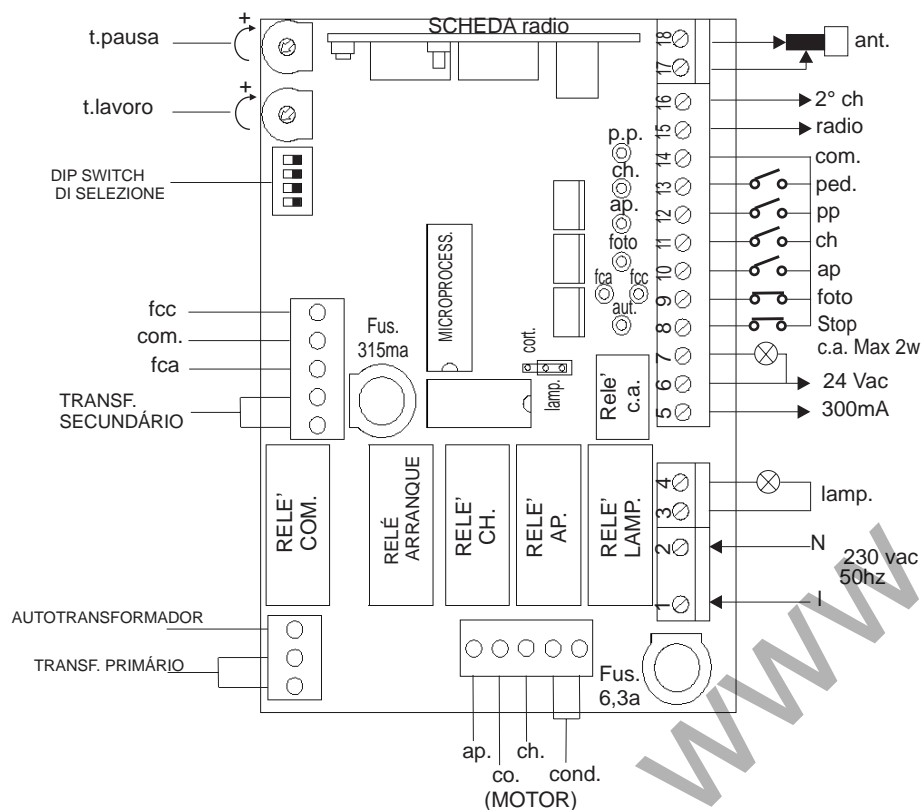 SCHEDA radio
t.pausa
+
t.lavoro
+
DIP SWITCH
DI SELEZIONE
fcc
com.
fca
TRANSF.
SECUNDÁRIO
Fus.
315ma
MICROPROCESS.
p.p.
ch.
ap.
foto
fca
fcc
aut.
cort.
lamp.
Rele'
c.a.
18
17
16
15
14
13
12
11
10
9
8
7
6
5
4
3
2
1
ant.
2° ch
radio
com.
ped.
pp
ch
ap
foto
Stop
c.a. Max 2w
24 Vac
300mA
lamp.
N
230 vac
50hz
l
RELE'
COM.
RELÉ
ARRANQUE
RELE'
CH.
RELE'
AP.
RELE'
LAMP.
AUTOTRANSFORMADOR
TRANSF. PRIMÁRIO
Fus.
6,3a
ap.
co.
ch.
cond.
(MOTOR)
www